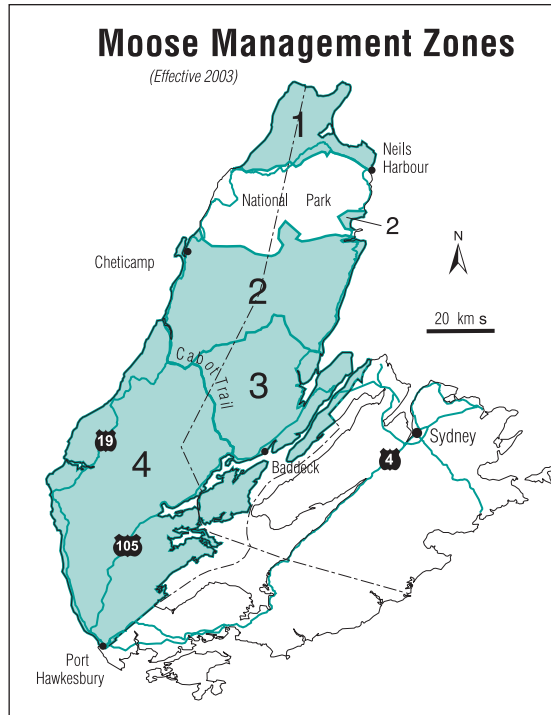 Moose Management Zones
(Effective 2003)
1
Neils
Harbour
National Park
2
N
Cheticamp
2
20 km s
Cabot Trail
3
19
Sydney
4
4
Baddeck
105
Port
Hawkesbury